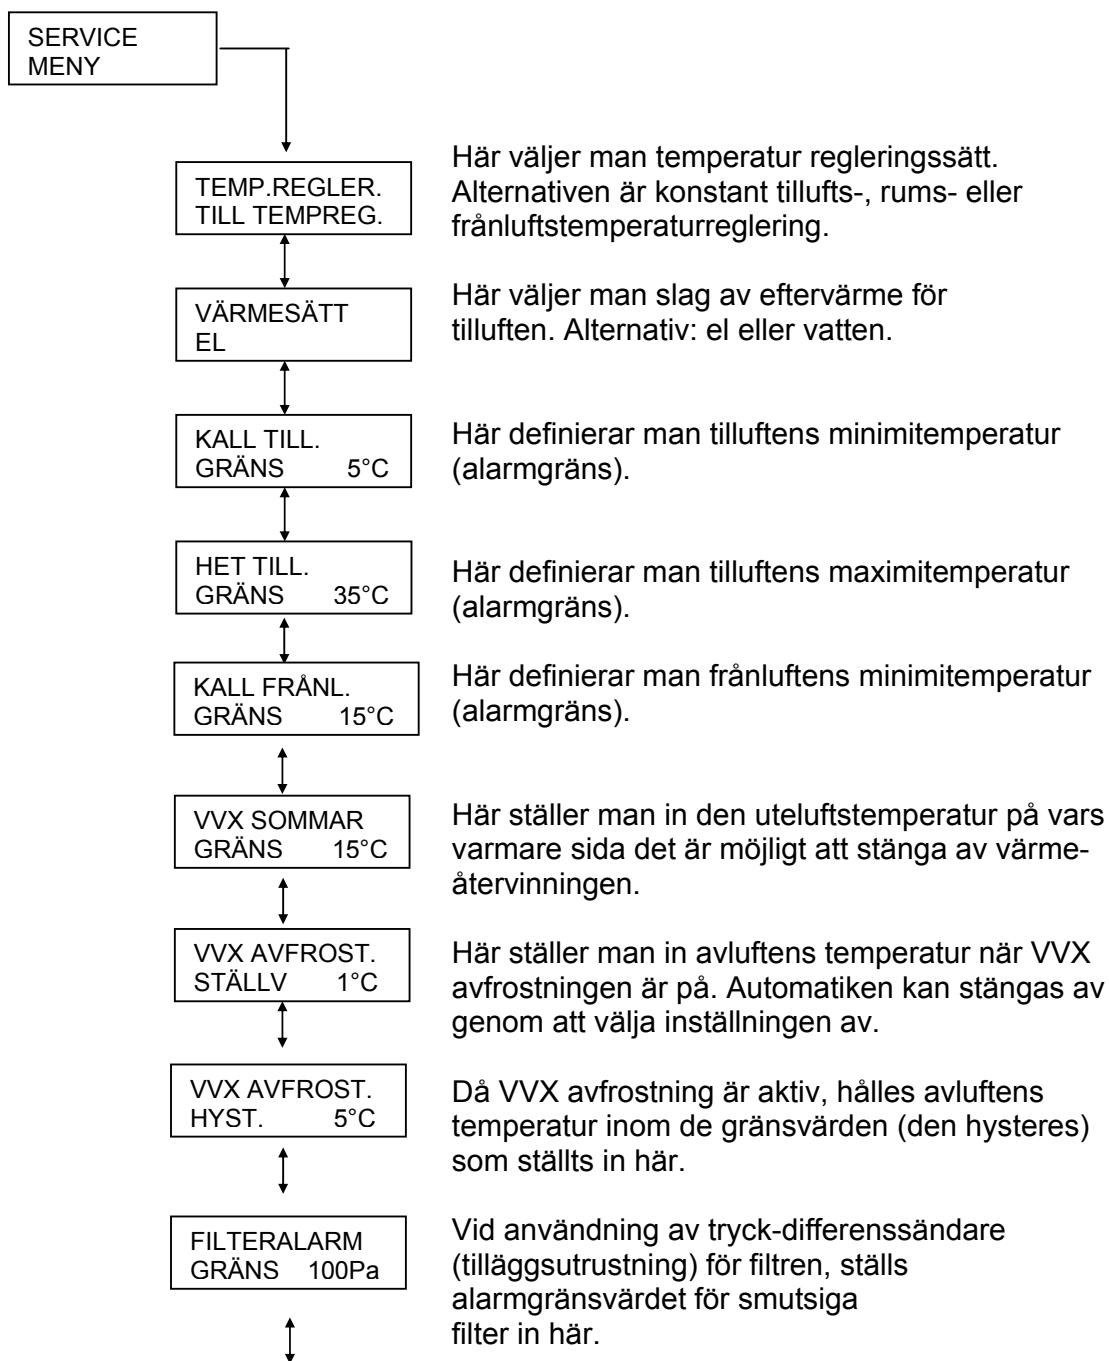 SERVICE
MENY
TEMP.REGLER.
TILL TEMPREG.
Här väljer man temperatur regleringssätt.
Alternativen är konstant tillufts-, rums- eller
frånluftstemperaturreglering.
VÄRMESÄTT
EL
Här väljer man slag av eftervärme för
tilluften. Alternativ: el eller vatten.
KALL TILL.
GRÄNS 5°C
Här definierar man tilluftens minimitemperatur
(alarmgräns).
HET TILL.
GRÄNS 35°C
Här definierar man tilluftens maximitemperatur
(alarmgräns).
KALL FRÅNL.
GRÄNS 15°C
Här definierar man frånluftens minimitemperatur
(alarmgräns).
VVX SOMMAR
GRÄNS 15°C
Här ställer man in den uteluftstemperatur på vars
varmare sida det är möjligt att stänga av värme-
återvinningen.
VVX AVFROST.
STÄLLV 1°C
Här ställer man in avluftens temperatur när VVX
avfrostningen är på. Automatiken kan stängas av
genom att välja inställningen av.
VVX AVFROST.
HYST. 5°C
Då VVX avfrostning är aktiv, hålles avluftens
temperatur inom de gränsvärden (den hysteres)
som ställts in här.
FILTERALARM
GRÄNS 100Pa
Vid användning av tryck-differenssändare
(tilläggsutrustning) för filtren, ställs
alarmgränsvärdet för smutsiga
filter in här.